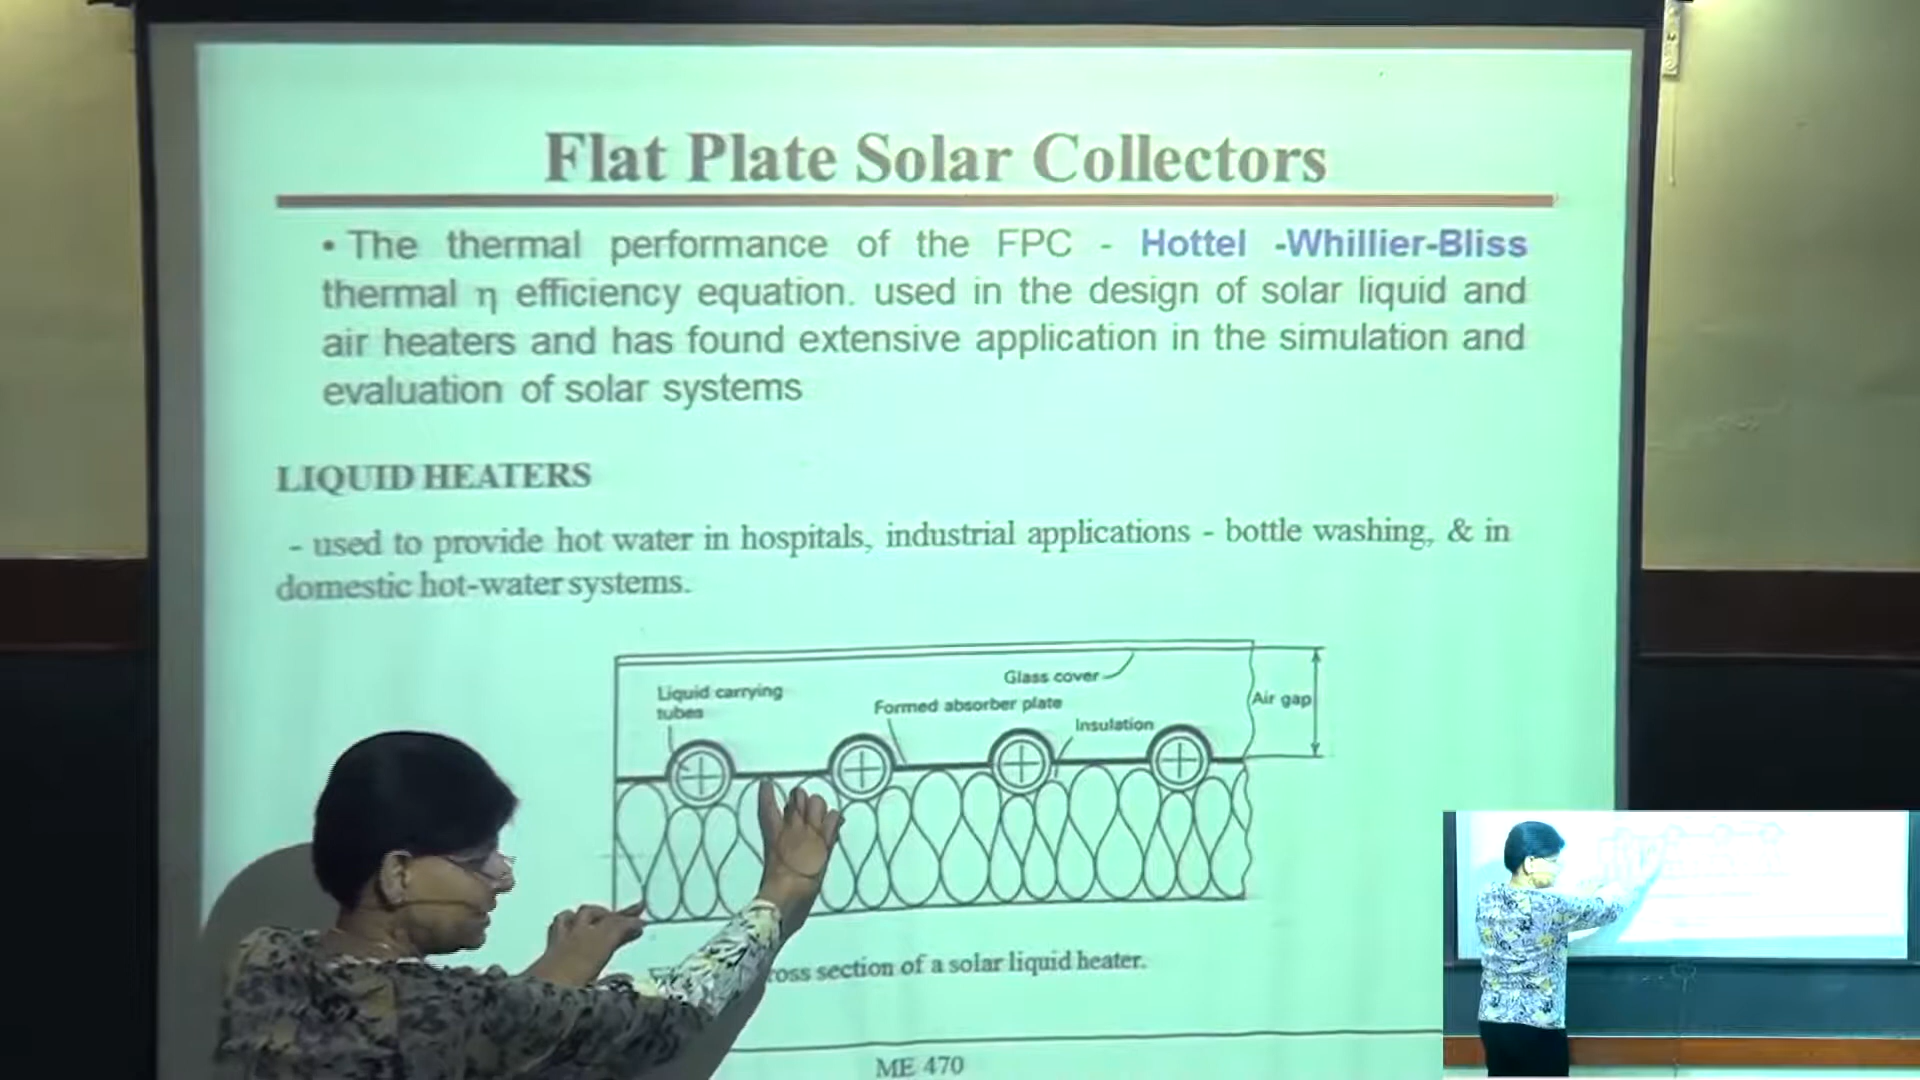 Flat Plate Solar Collectors
• The thermal performance of the FPC - Hottel -Whillier-Bliss
thermal η efficiency equation. used in the design of solar liquid and
air heaters and has found extensive application in the simulation and
evaluation of solar systems
LIQUID HEATERS
- used to provide hot water in hospitals, industrial applications - bottle washing, & in
domestic hot-water systems.
Glass cover
Liquid carrying
tubes
Formed absorber plate
Air gap
Insulation
section of a solar liquid heater.
ME 470